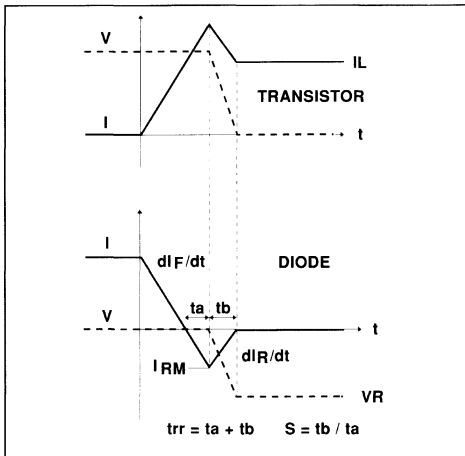 V
IL
TRANSISTOR
I
t
I
dIF/dt
DIODE
ta tb
V
t
IRM
dIR/dt
VR
trr = ta + tb S = tb / ta